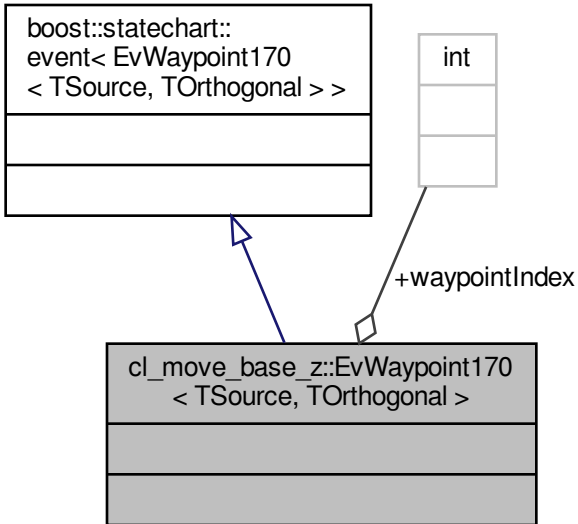 boost::statechart::
event< EvWaypoint170
< TSource, TOrthogonal > >
int
+waypointIndex
cl_move_base_z::EvWaypoint170
< TSource, TOrthogonal >